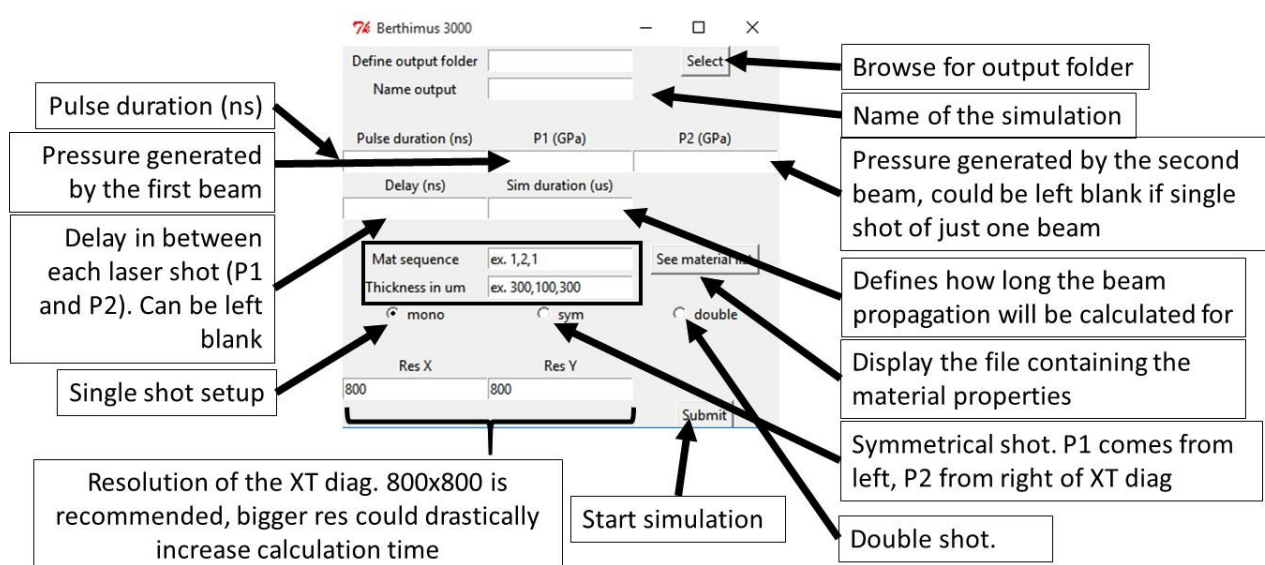 Berthimus 3000
Define output folder
Select
Name output
Pulse duration (ns)
P1 (GPa)
P2 (GPa)
Delay (ns)
Sim duration (us)
Mat sequence
ex. 1,2,1
See material list
Thickness in um
ex. 300,100,300
mono
sym
double
Res X
Res Y
800
800
Submit
Pulse duration (ns)
Pressure generated
by the first beam
Delay in between
each laser shot (P1
and P2). Can be left
blank
Single shot setup
Resolution of the XT diag. 800x800 is
recommended, bigger res could drastically
increase calculation time
Start simulation
Browse for output folder
Name of the simulation
Pressure generated by the second
beam, could be left blank if single
shot of just one beam
Defines how long the beam
propagation will be calculated for
Display the file containing the
material properties
Symmetrical shot. P1 comes from
left, P2 from right of XT diag
Double shot.